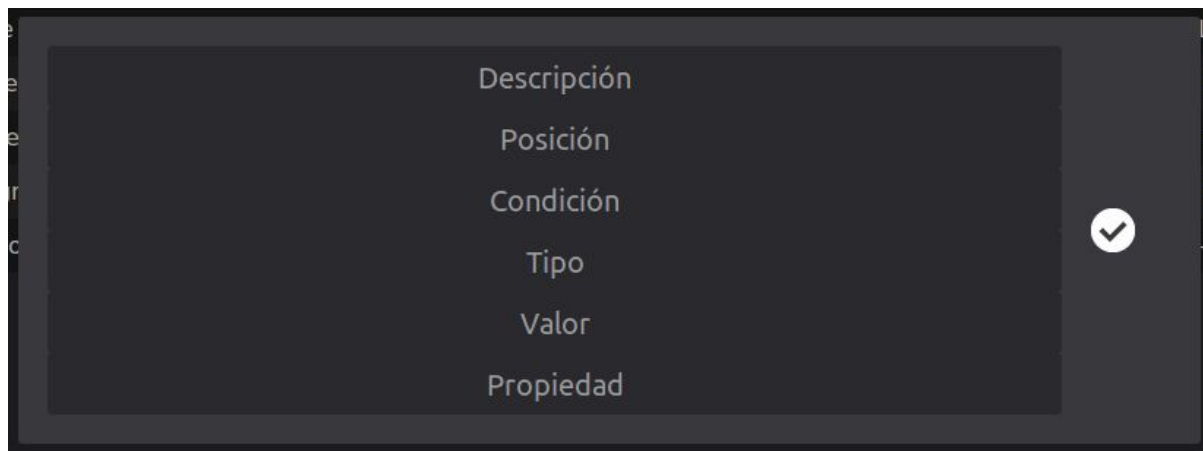 Descripción
Posición
Condición
Tipo
Valor
Propiedad